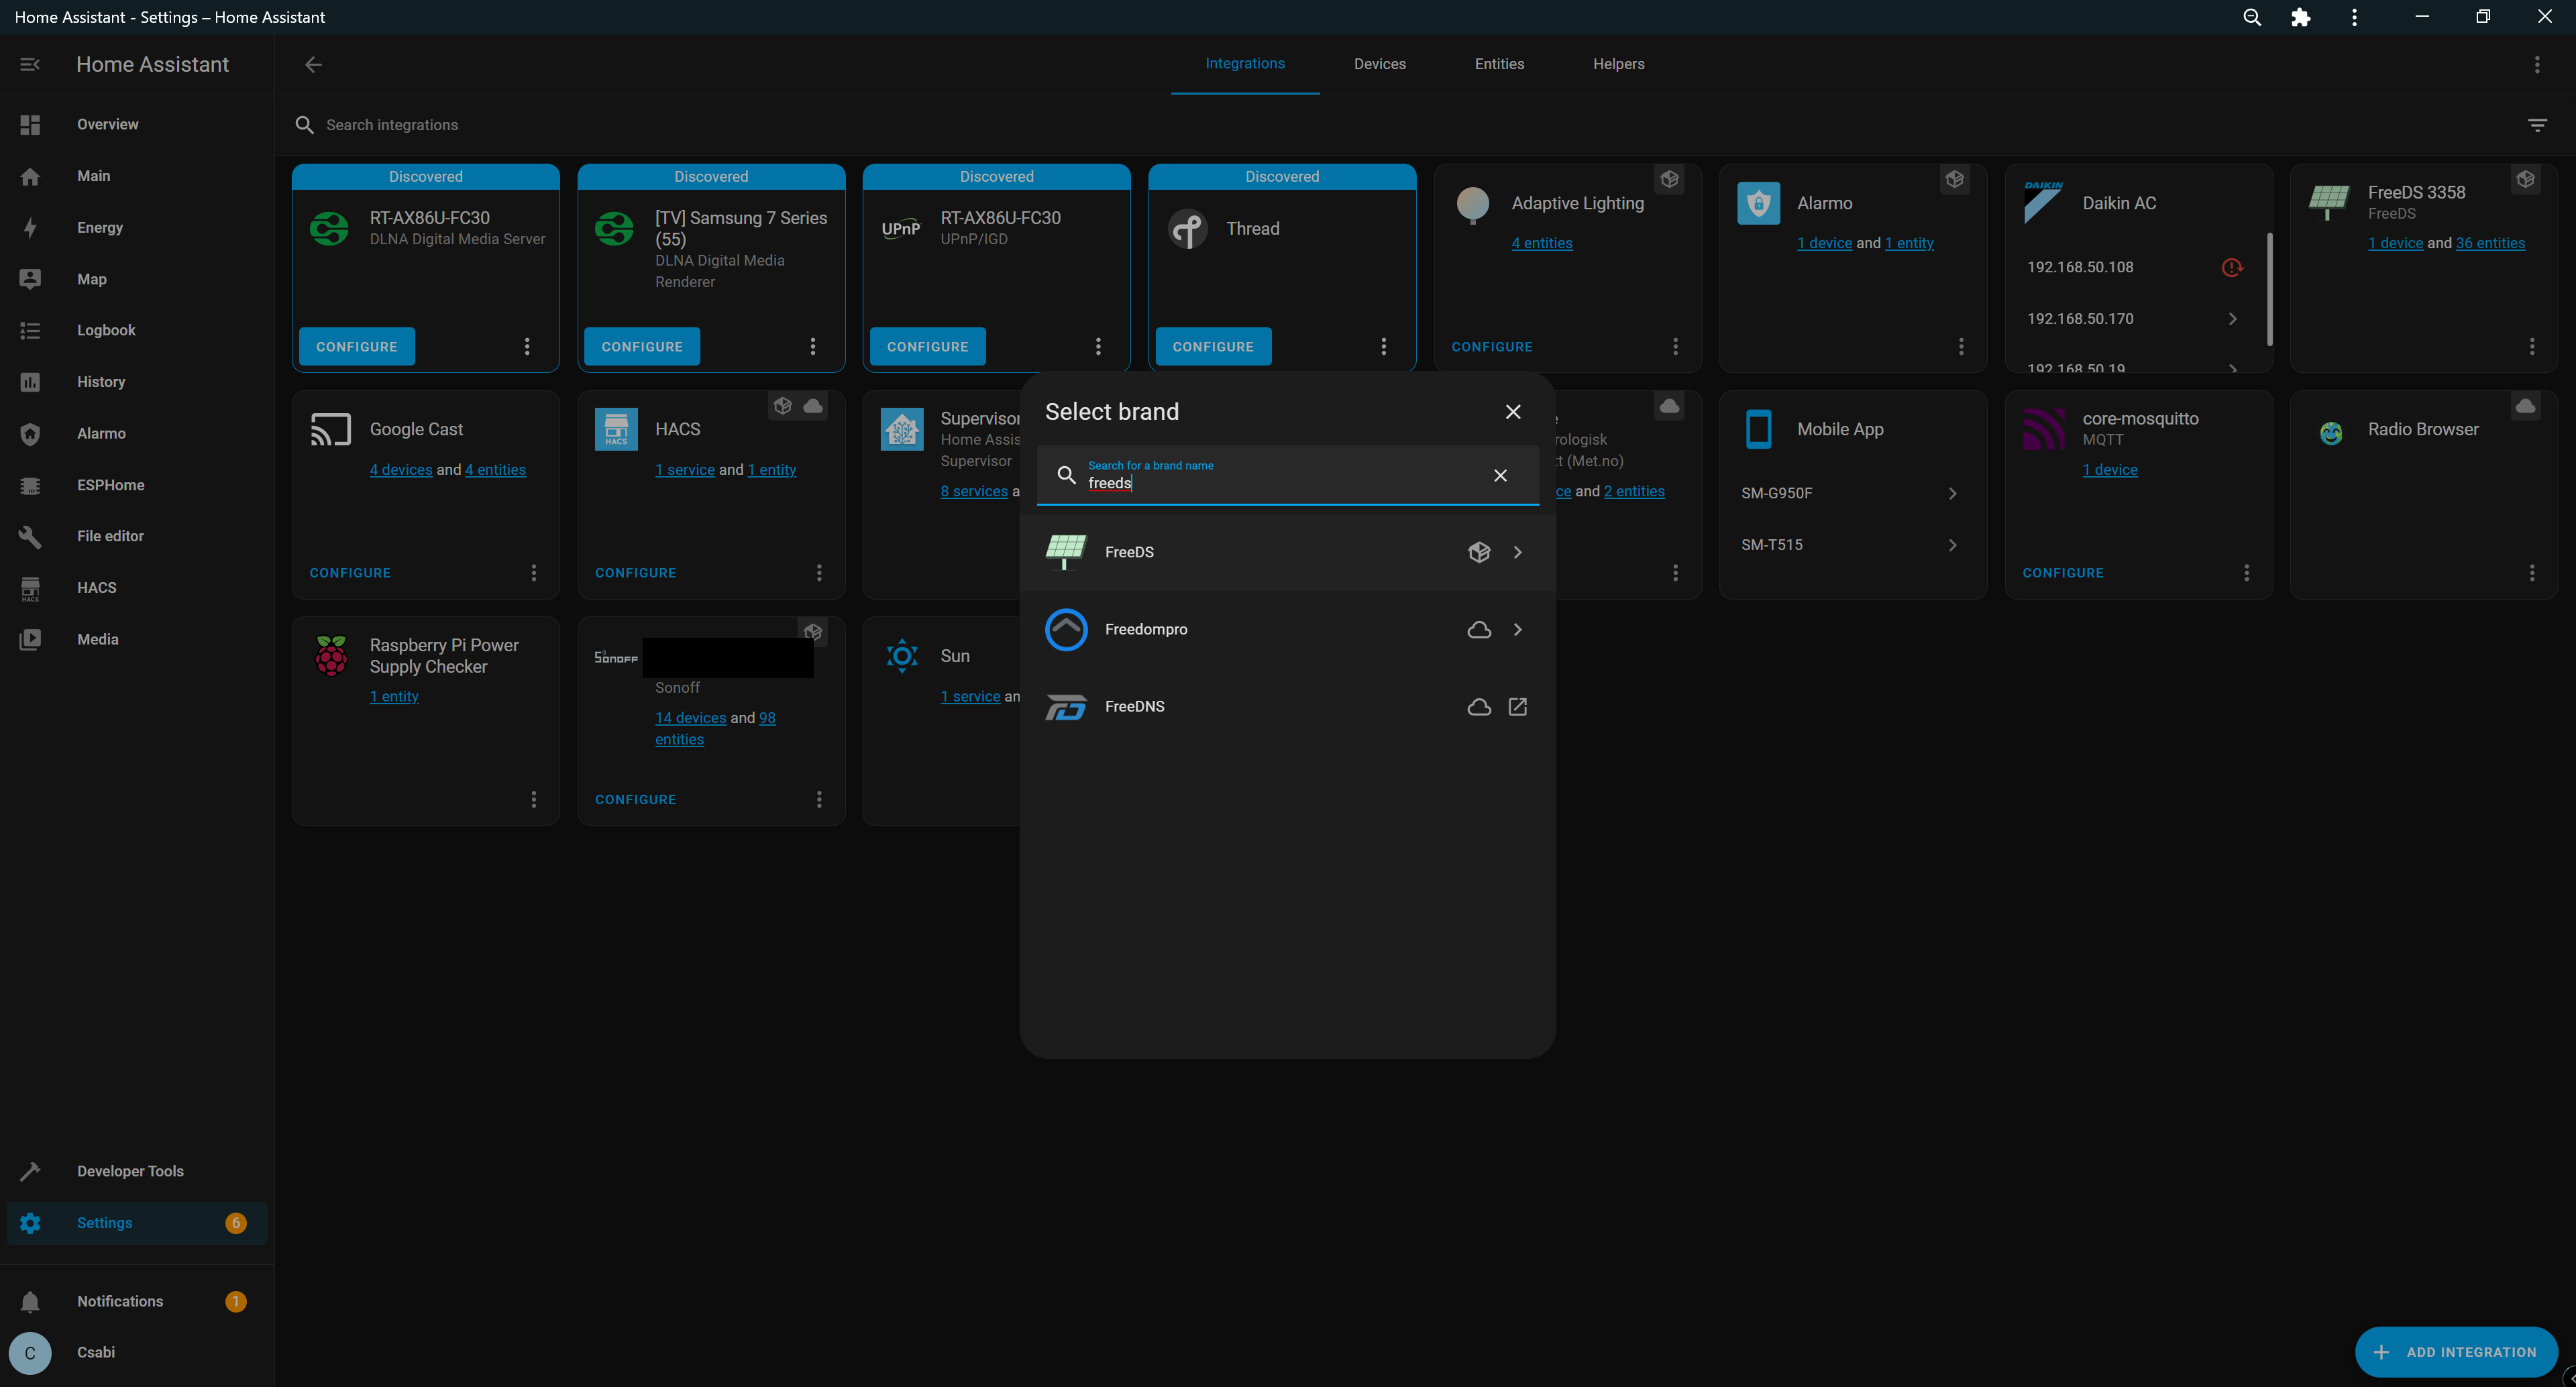 Home Assistant - Settings – Home Assistant
Home Assistant
Integrations
Devices
Entities
Helpers
Overview
Main
Energy
Map
Logbook
History
Alarmo
ESPHome
File editor
HACS
Media
Developer Tools
Settings
6
Notifications
1
C
Csabi
Search integrations
Discovered
RT-AX86U-FC30
DLNA Digital Media Server
CONFIGURE
Discovered
[TV] Samsung 7 Series
(55)
DLNA Digital Media
Renderer
CONFIGURE
Discovered
UPnP
RT-AX86U-FC30
UPnP/IGD
CONFIGURE
Discovered
Thread
CONFIGURE
Adaptive Lighting
4 entities
CONFIGURE
Alarmo
1 device and 1 entity
DAIKIN
Daikin AC
192.168.50.108
192.168.50.170
192.168.50.19
FreeDS 3358
FreeDS
1 device and 36 entities
Google Cast
4 devices and 4 entities
CONFIGURE
HACS
HACS
1 service and 1 entity
CONFIGURE
Supervisor
Home Assis
Supervisor
8 services a
rologisk
t (Met.no)
ce and 2 entities
Mobile App
SM-G950F
SM-T515
core-mosquitto
MQTT
1 device
CONFIGURE
Radio Browser
Raspberry Pi Power
Supply Checker
1 entity
SONOFF
Sonoff
14 devices and 98
entities
CONFIGURE
Sun
1 service an
Select brand
Search for a brand name
freeds
FreeDS
Freedompro
FreeDNS
ADD INTEGRATION